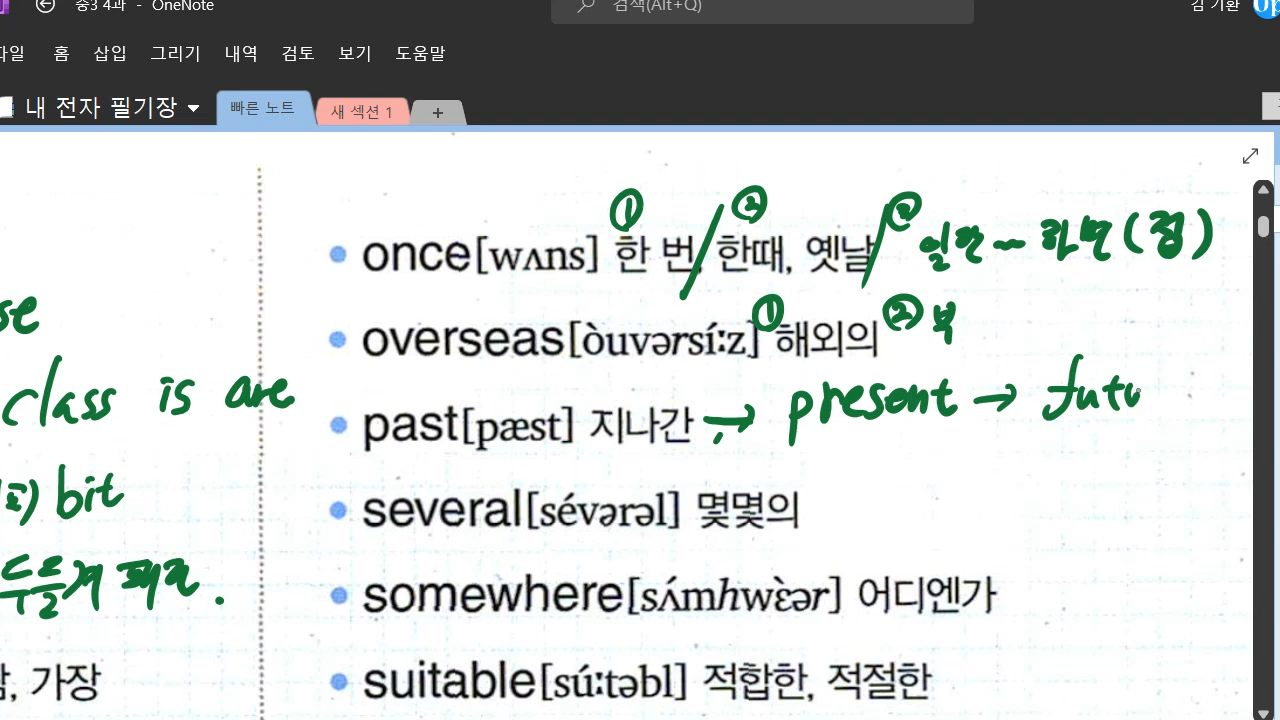 중3 4과 - OneNote
검색(Alt+Q)
김 기환
파일 홈 삽입 그리기 내역 검토 보기 도움말
내 전자 필기장
빠른 노트
새 섹션 1
+
once[wʌns] 한 번, 한때, 옛날
① ② ③ 일단 ~ 하면 (접)
overseas[òuvərsíːz] 해외의
① ② 부
past[pæst] 지나간 → present → futu
several[sévərəl] 몇몇의
somewhere[sʌ́mhwɛ̀ər] 어디엔가
suitable[súːtəbl] 적합한, 적절한
se
class is are
bit
, 가장